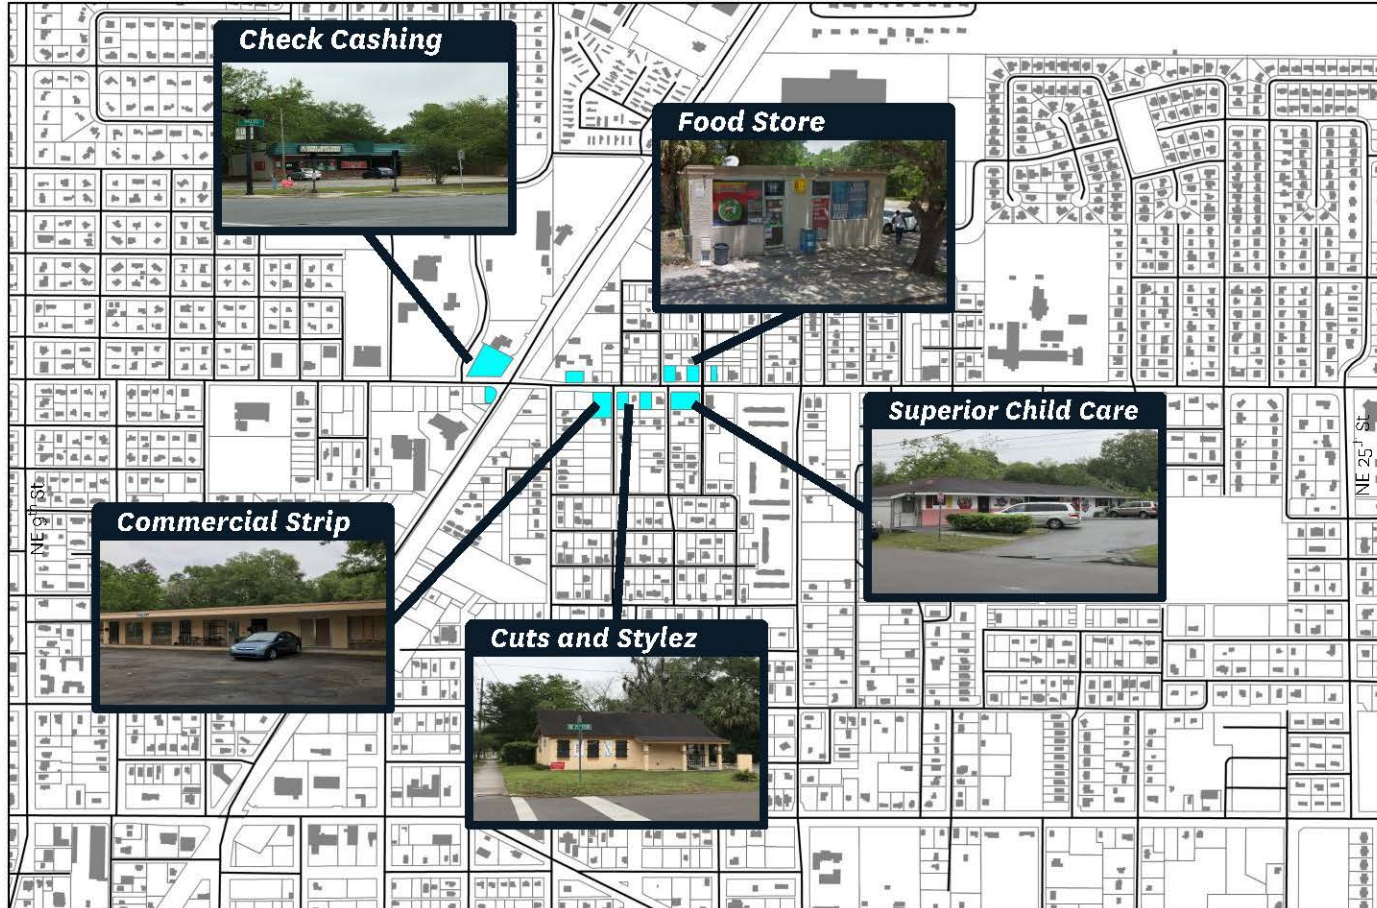 Check Cashing
Food Store
Superior Child Care
NE 25th St
NE 9th St
Commercial Strip
Cuts and Stylez